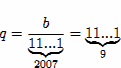 q = b / 11...1 (2007) = 11...1 (9)